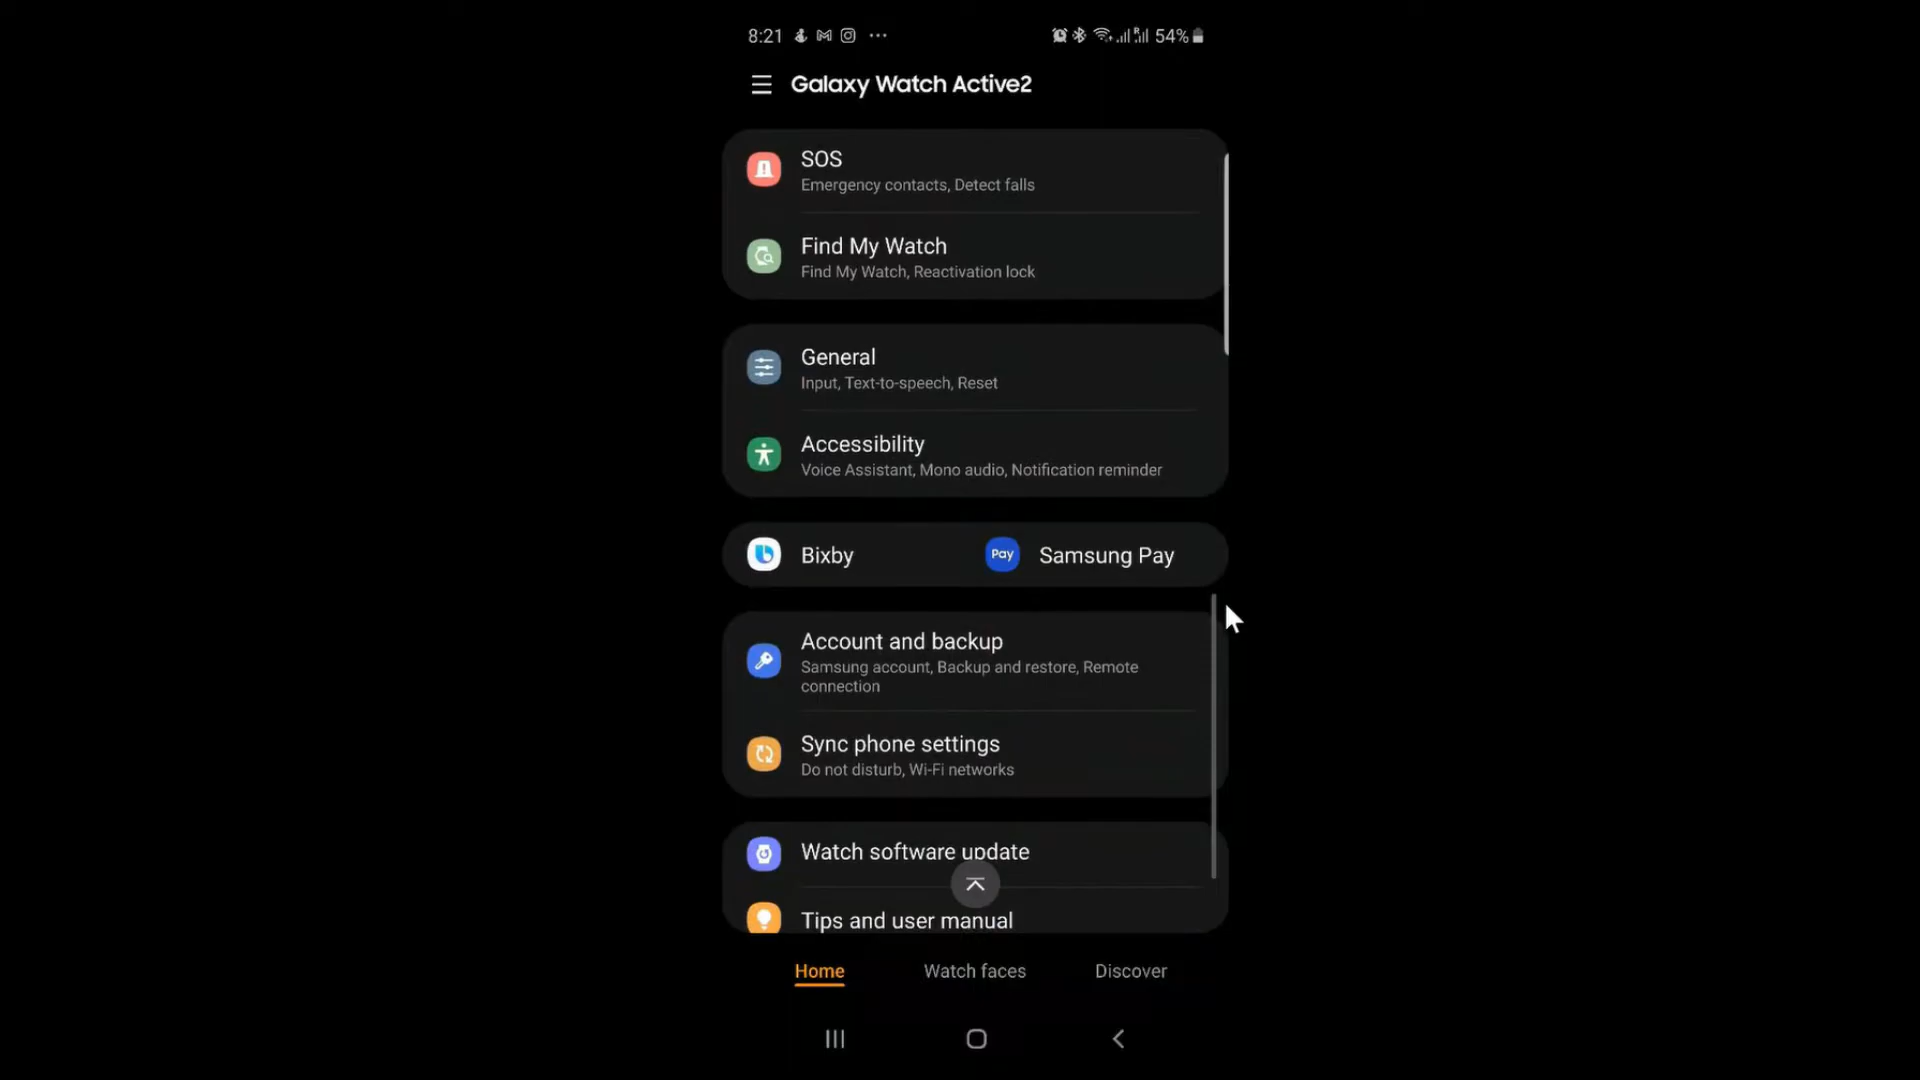 8:21
54%
Galaxy Watch Active2
SOS
Emergency contacts, Detect falls
Find My Watch
Find My Watch, Reactivation lock
General
Input, Text-to-speech, Reset
Accessibility
Voice Assistant, Mono audio, Notification reminder
Bixby
Pay
Samsung Pay
Account and backup
Samsung account, Backup and restore, Remote
connection
Sync phone settings
Do not disturb, Wi-Fi networks
Watch software update
Tips and user manual
Home
Watch faces
Discover